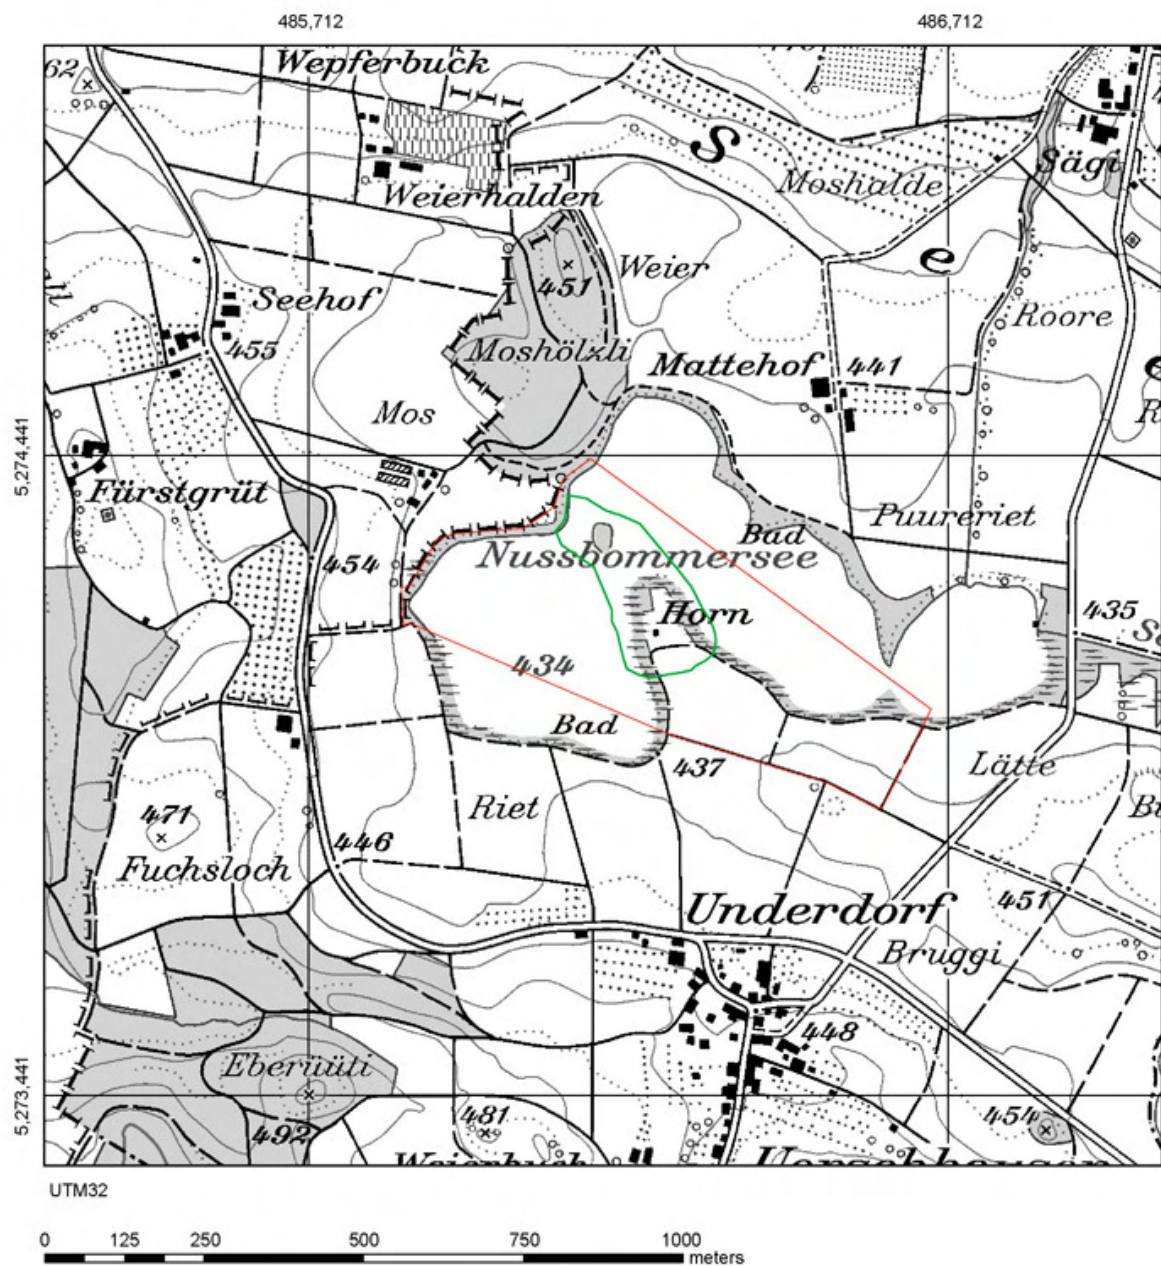 485,712 486,712
62 Wepferbuck
S
Sägi
Moshalde
Weierhalden
Weier
e
451
Seehof
Roore
455
Moshölzli
Mattehof 441
Mos
5,274,441
Fürstgrüt
Puureriet
Bad
Nussbommersee
454
Horn
435
434
Bad
437
Lätte
Riet
471
446
Fuchsloch
451
Underdorf
Bruggi
448
Eberüüti
5,273,441
481
454
492
UTM32
0 125 250 500 750 1000
meters